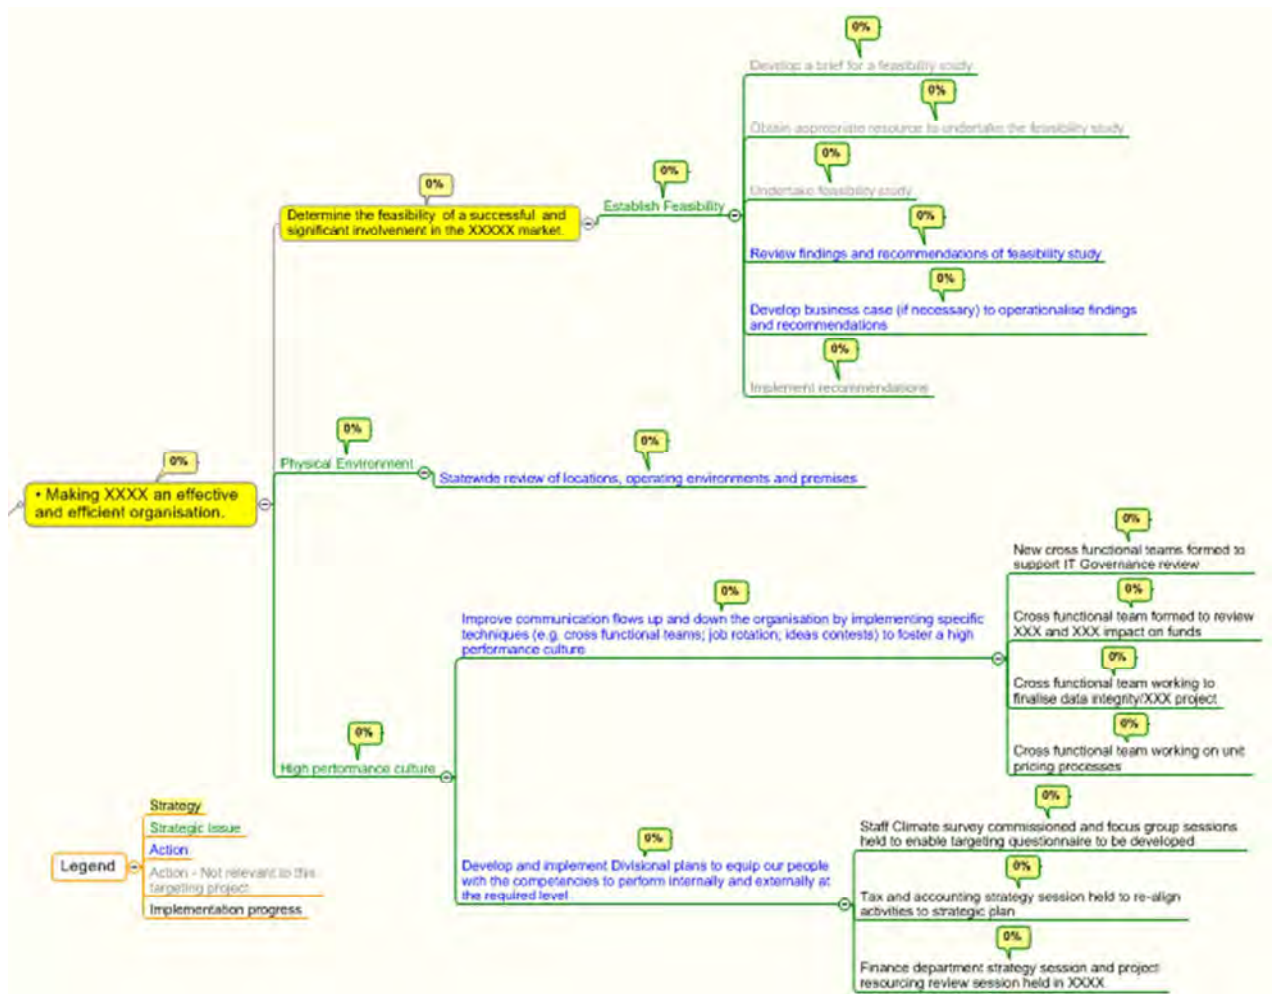 0%
Develop a brief for a feasibility study
0%
Obtain appropriate resource to undertake the feasibility study
0%
Undertake feasibility study
0%
Review findings and recommendations of feasibility study
0%
Develop business case (if necessary) to operationalise findings
and recommendations
0%
Implement recommendations
0%
Establish Feasibility
0%
Determine the feasibility of a successful and
significant involvement in the XXXXX market.
0%
Physical Environment
0%
Statewide review of locations, operating environments and premises
0%
• Making XXXX an effective
and efficient organisation.
0%
High performance culture
0%
Improve communication flows up and down the organisation by implementing specific
techniques (e.g. cross functional teams; job rotation; ideas contests) to foster a high
performance culture
0%
New cross functional teams formed to
support IT Governance review
0%
Cross functional team formed to review
XXX and XXX impact on funds
0%
Cross functional team working to
finalise data integrity/XXX project
0%
Cross functional team working on unit
pricing processes
0%
Develop and implement Divisional plans to equip our people
with the competencies to perform internally and externally at
the required level
0%
Staff Climate survey commissioned and focus group sessions
held to enable targeting questionnaire to be developed
0%
Tax and accounting strategy session held to re-align
activities to strategic plan
0%
Finance department strategy session and project
resourcing review session held in XXXX
Legend
Strategy
Strategic Issue
Action
Action - Not relevant to this
targeting project
Implementation progress